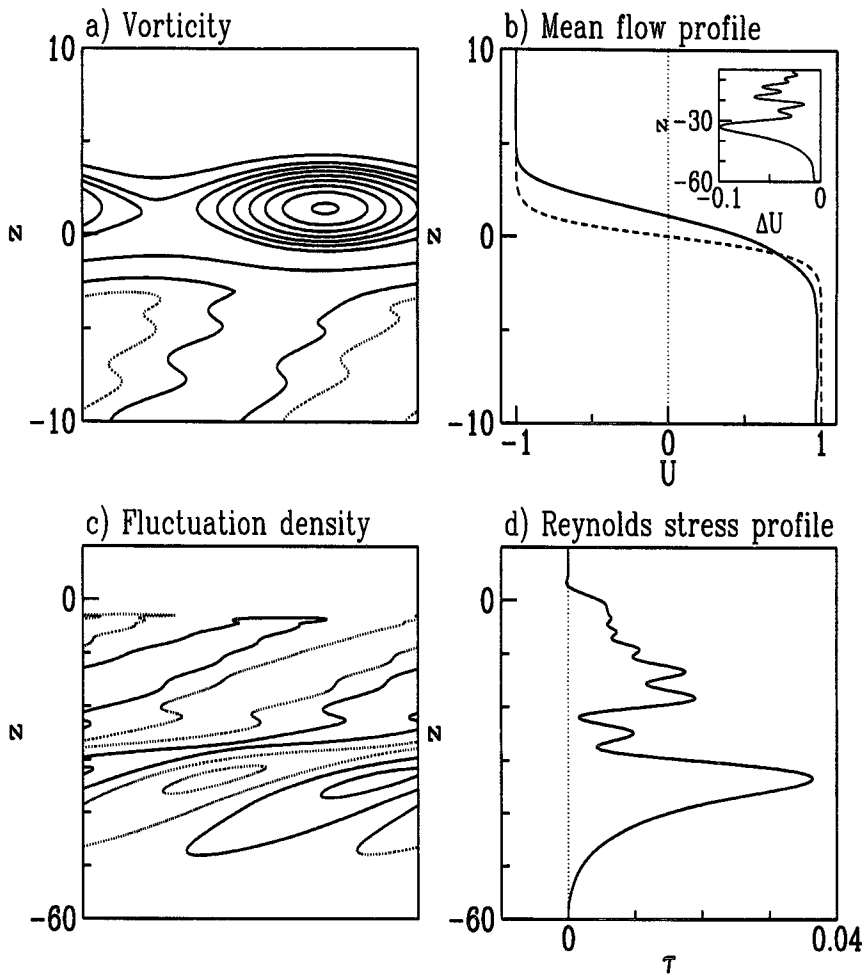 a) Vorticity
10
z
0
-10
b) Mean flow profile
10
z
0
-10
-1
0
1
U
z
-30
-60
-0.1
0
ΔU
c) Fluctuation density
0
z
-60
d) Reynolds stress profile
0
z
-60
0
0.04
τ